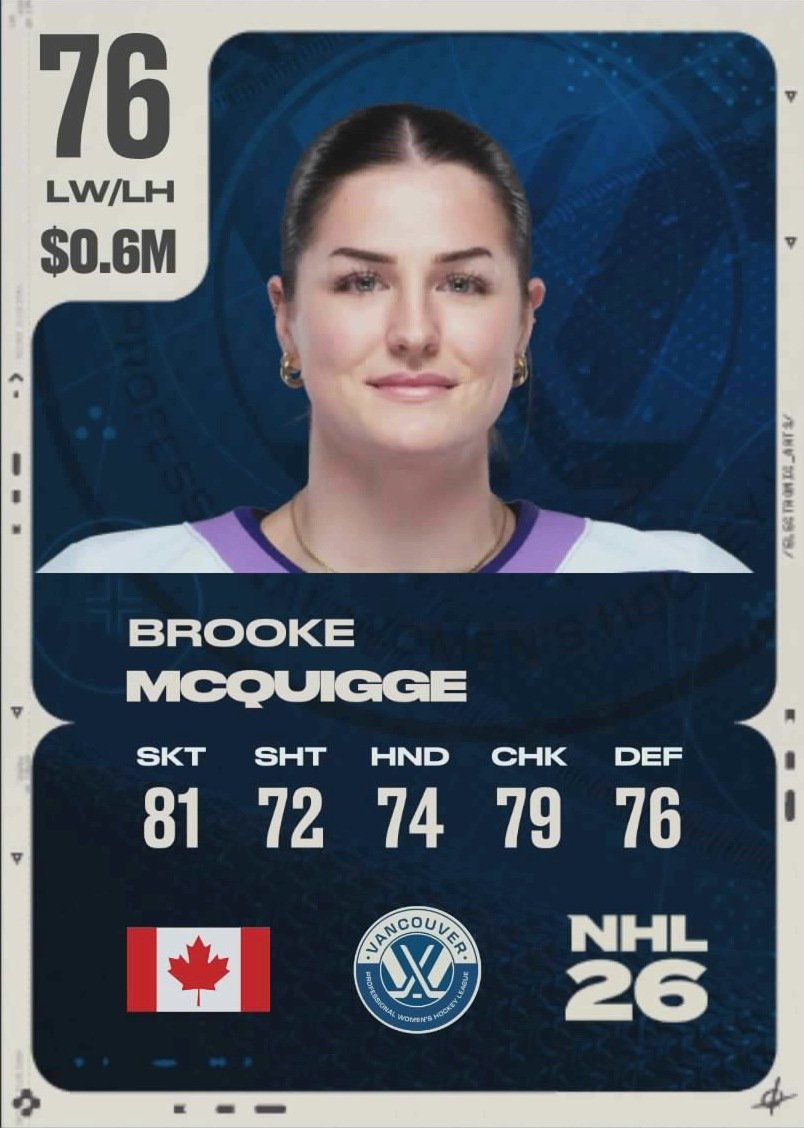 76
LW/LH
$0.6M
BROOKE
MCQUIGGE
SKT SHT HND CHK DEF
81 72 74 79 76
VANCOUVER
PROFESSIONAL WOMEN'S HOCKEY LEAGUE
NHL
26